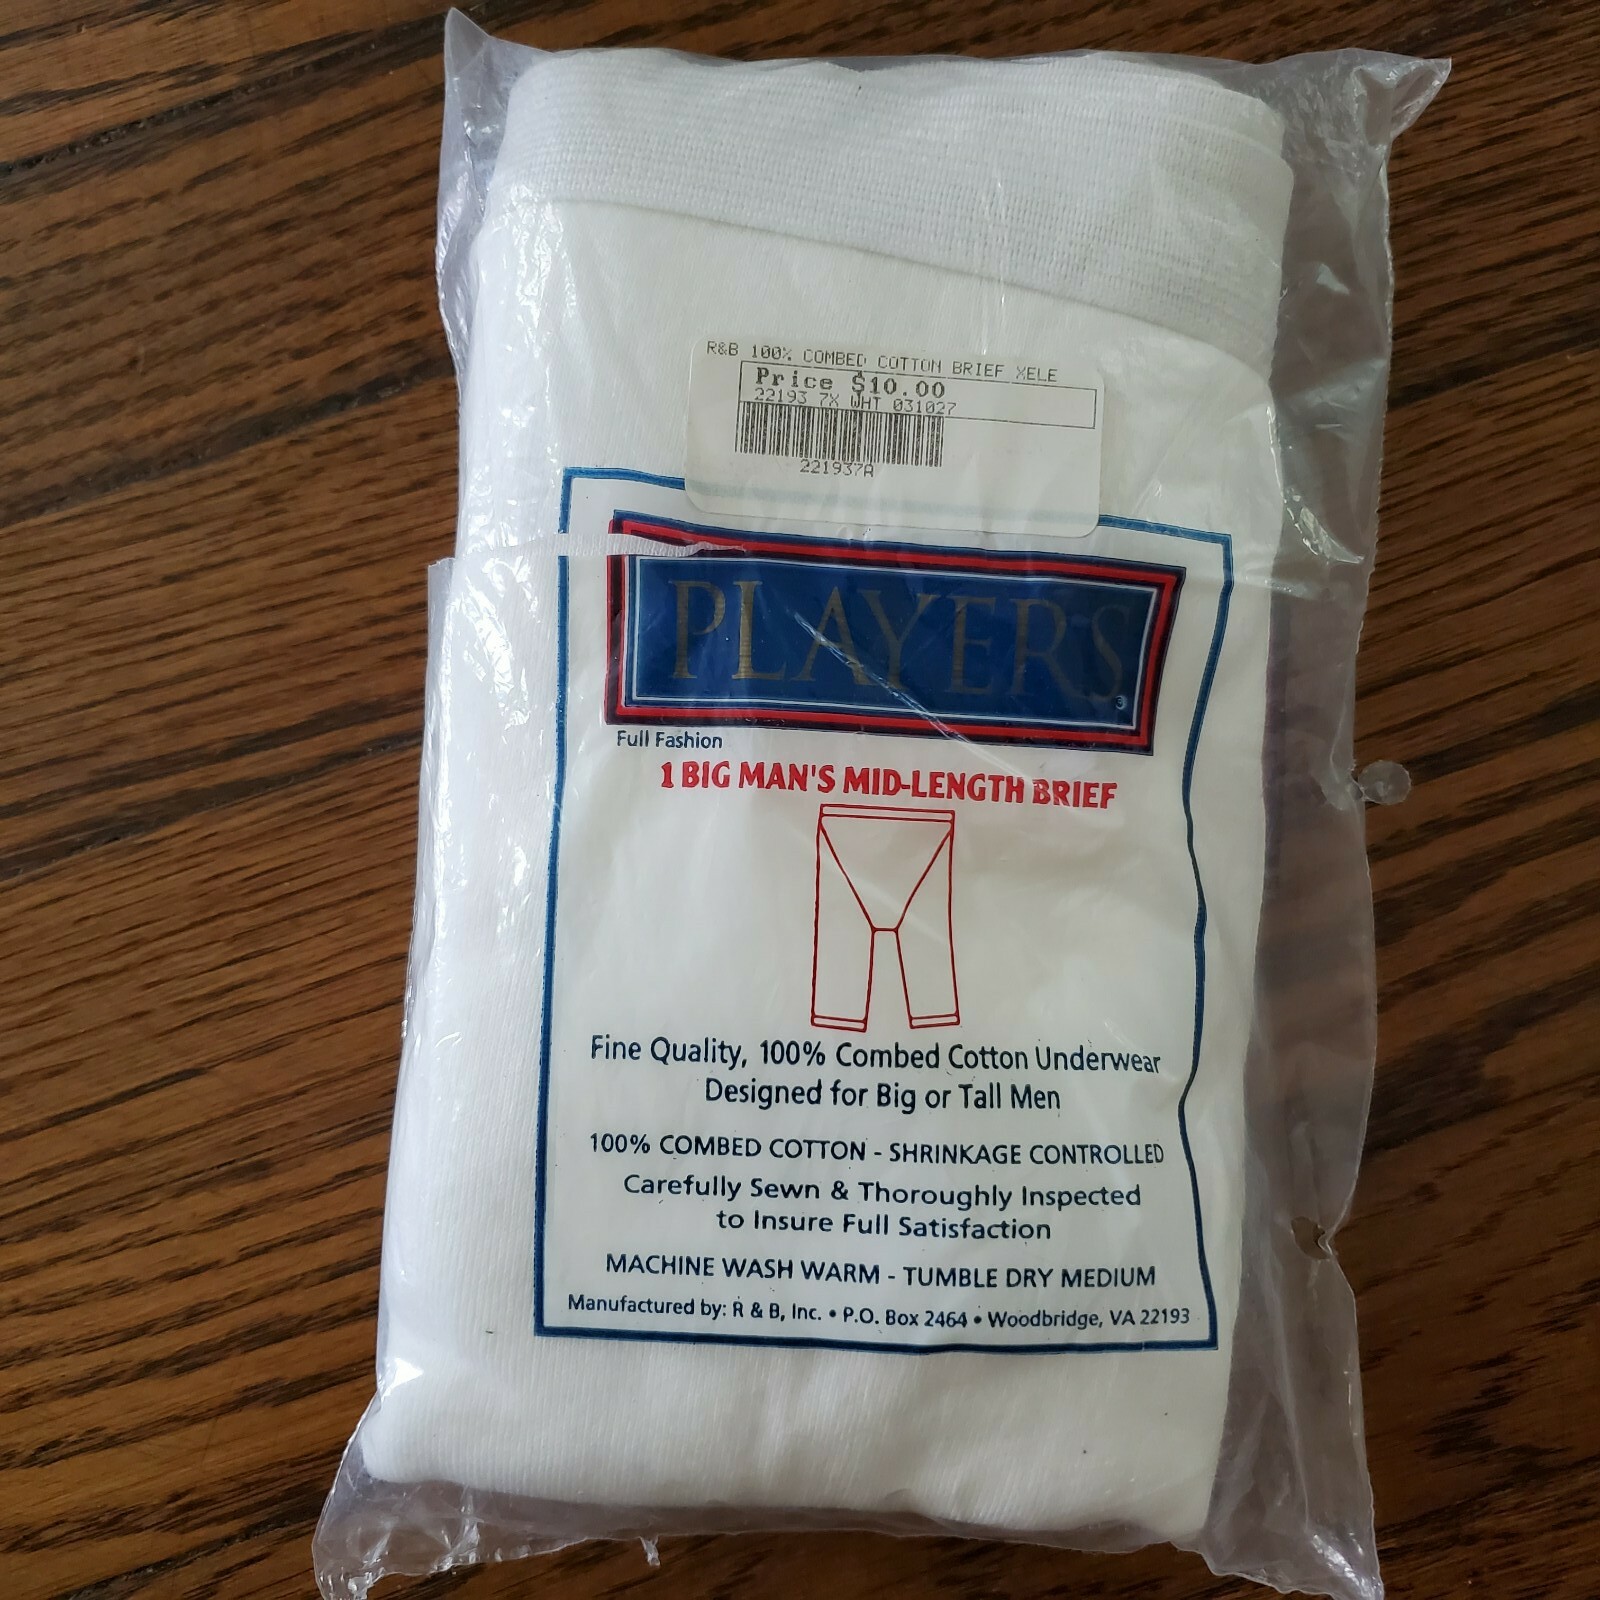 R&B 100% COMBED COTTON BRIEF XELE
Price $10.00
22193 7X WHT 031027
221937A
PLAYERS®
Full Fashion
1 BIG MAN'S MID-LENGTH BRIEF
Fine Quality, 100% Combed Cotton Underwear
Designed for Big or Tall Men
100% COMBED COTTON - SHRINKAGE CONTROLLED
Carefully Sewn & Thoroughly Inspected
to Insure Full Satisfaction
MACHINE WASH WARM - TUMBLE DRY MEDIUM
Manufactured by: R & B, Inc. • P.O. Box 2464 • Woodbridge, VA 22193